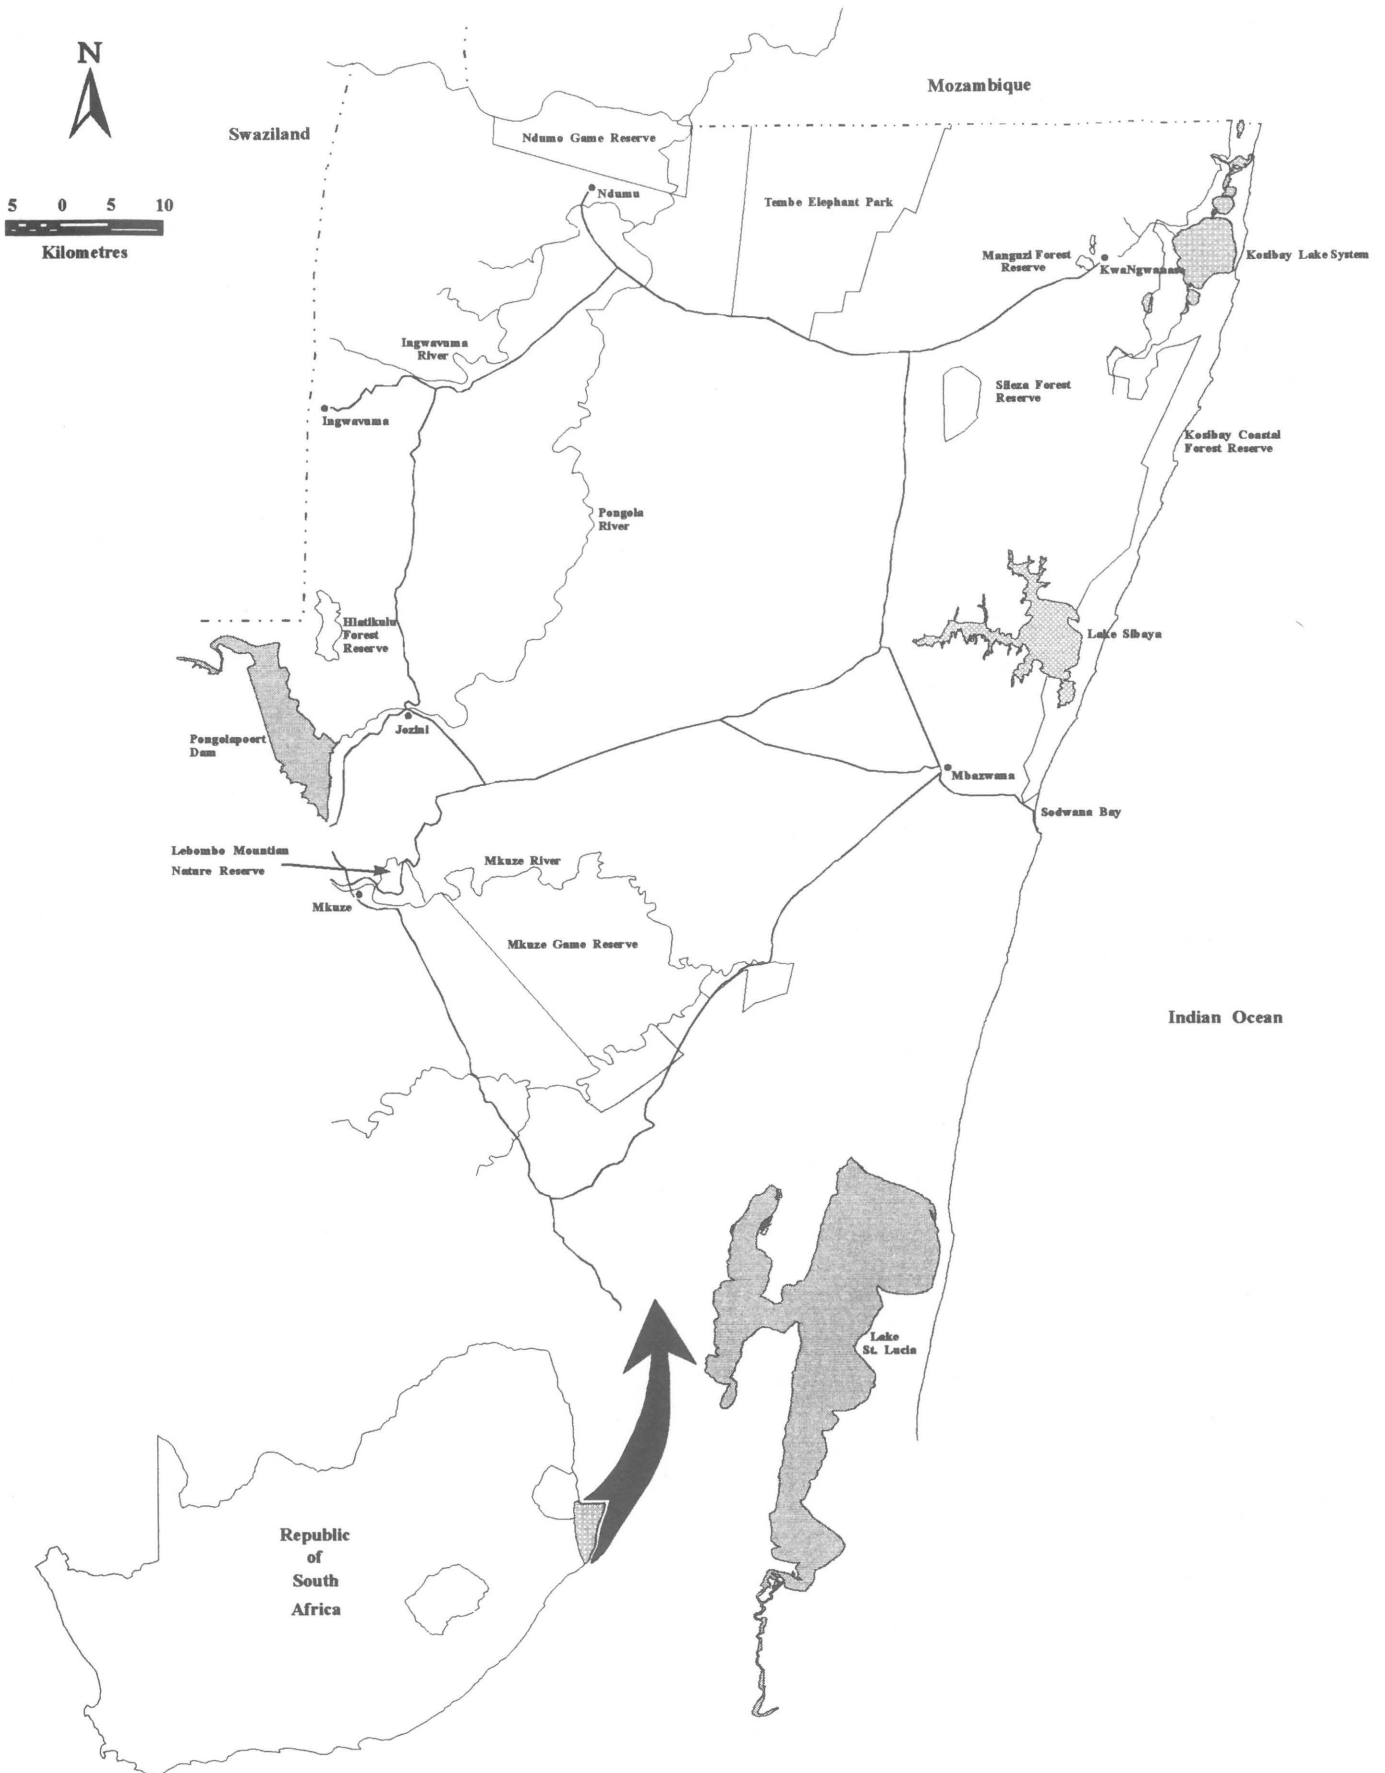 N
Mozambique
Swaziland
Ndumo Game Reserve
Ndumu
5 0 5 10
Kilometres
Tembe Elephant Park
Manguzi Forest
Reserve
KwaNgwanase
Kosibay Lake System
Ingwavuma
River
Sileza Forest
Reserve
Ingwavuma
Kosibay Coastal
Forest Reserve
Pongola
River
Hlatikulu
Forest
Reserve
Lake Sibaya
Jozini
Pongolapoort
Dam
Mbazwana
Sodwana Bay
Lebombo Mountian
Nature Reserve
Mkuze River
Mkuze
Mkuze Game Reserve
Indian Ocean
Lake
St. Lucia
Republic
of
South
Africa